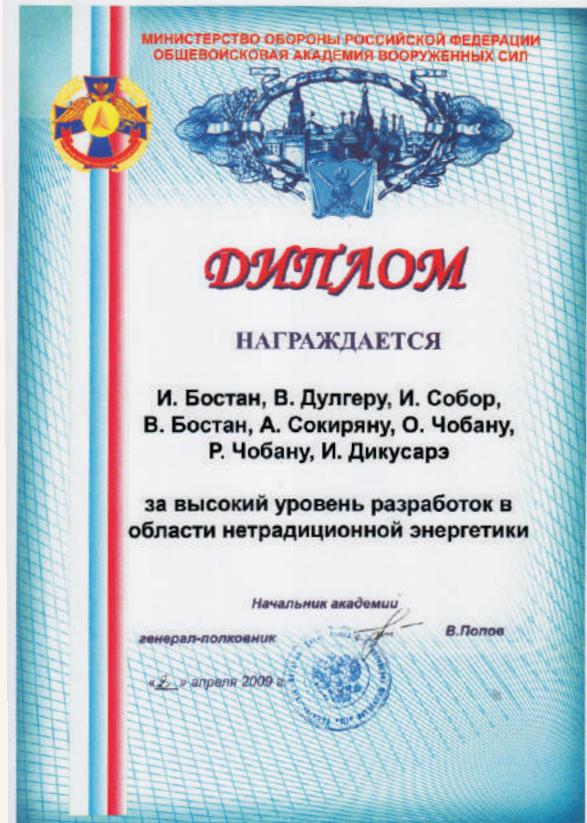 МИНИСТЕРСТВО ОБОРОНЫ РОССИЙСКОЙ ФЕДЕРАЦИИ
ОБЩЕВОЙСКОВАЯ АКАДЕМИЯ ВООРУЖЕННЫХ СИЛ
ДИПЛОМ
НАГРАЖДАЕТСЯ
И. Бостан, В. Дулгеру, И. Собор,
В. Бостан, А. Сокиряну, О. Чобану,
Р. Чобану, И. Дикусарэ
за высокий уровень разработок в
области нетрадиционной энергетики
Начальник академии
генерал-полковник В.Попов
«2» апреля 2009 г.